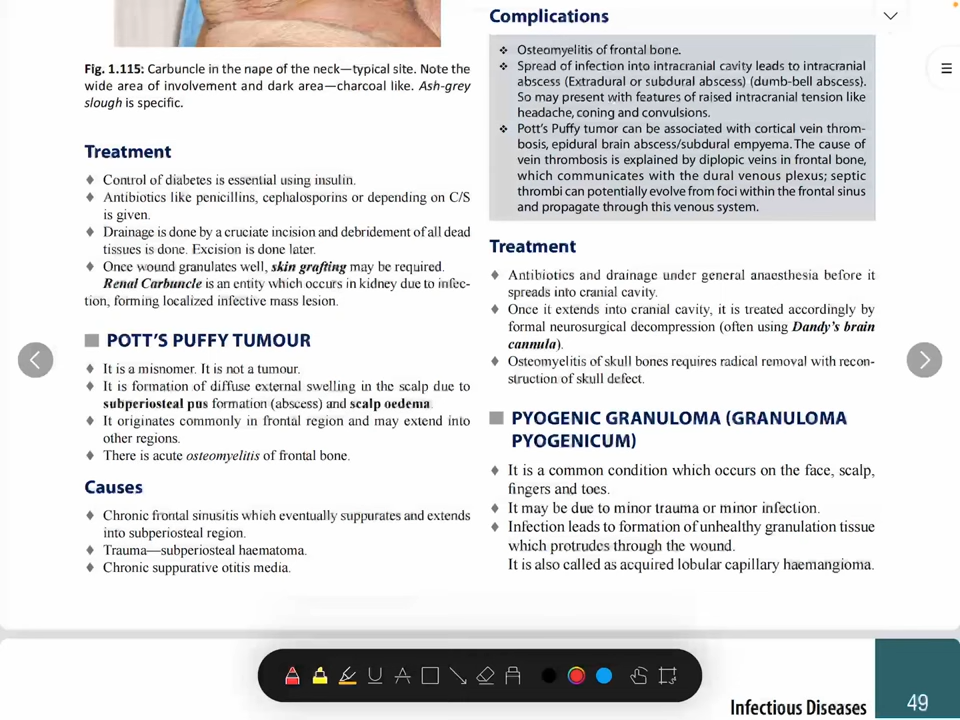 Fig. 1.115: Carbuncle in the nape of the neck—typical site. Note the
wide area of involvement and dark area—charcoal like. Ash-grey
slough is specific.
Treatment
♦ Control of diabetes is essential using insulin.
♦ Antibiotics like penicillins, cephalosporins or depending on C/S
is given.
♦ Drainage is done by a cruciate incision and debridement of all dead
tissues is done. Excision is done later.
♦ Once wound granulates well, skin grafting may be required.
Renal Carbuncle is an entity which occurs in kidney due to infec-
tion, forming localized infective mass lesion.
POTT'S PUFFY TUMOUR
♦ It is a misnomer. It is not a tumour.
♦ It is formation of diffuse external swelling in the scalp due to
subperiosteal pus formation (abscess) and scalp oedema
♦ It originates commonly in frontal region and may extend into
other regions.
♦ There is acute osteomyelitis of frontal bone.
Causes
♦ Chronic frontal sinusitis which eventually suppurates and extends
into subperiosteal region.
♦ Trauma—subperiosteal haematoma.
♦ Chronic suppurative otitis media.
Complications
❖ Osteomyelitis of frontal bone.
❖ Spread of infection into intracranial cavity leads to intracranial
abscess (Extradural or subdural abscess) (dumb-bell abscess).
So may present with features of raised intracranial tension like
headache, coning and convulsions.
❖ Pott's Puffy tumor can be associated with cortical vein throm-
bosis, epidural brain abscess/subdural empyema. The cause of
vein thrombosis is explained by diplopic veins in frontal bone,
which communicates with the dural venous plexus; septic
thrombi can potentially evolve from foci within the frontal sinus
and propagate through this venous system.
Treatment
♦ Antibiotics and drainage under general anaesthesia before it
spreads into cranial cavity.
♦ Once it extends into cranial cavity, it is treated accordingly by
formal neurosurgical decompression (often using Dandy's brain
cannula).
♦ Osteomyelitis of skull bones requires radical removal with recon-
struction of skull defect.
PYOGENIC GRANULOMA (GRANULOMA
PYOGENICUM)
♦ It is a common condition which occurs on the face, scalp,
fingers and toes.
♦ It may be due to minor trauma or minor infection.
♦ Infection leads to formation of unhealthy granulation tissue
which protrudes through the wound.
It is also called as acquired lobular capillary haemangioma.
Infectious Diseases 49